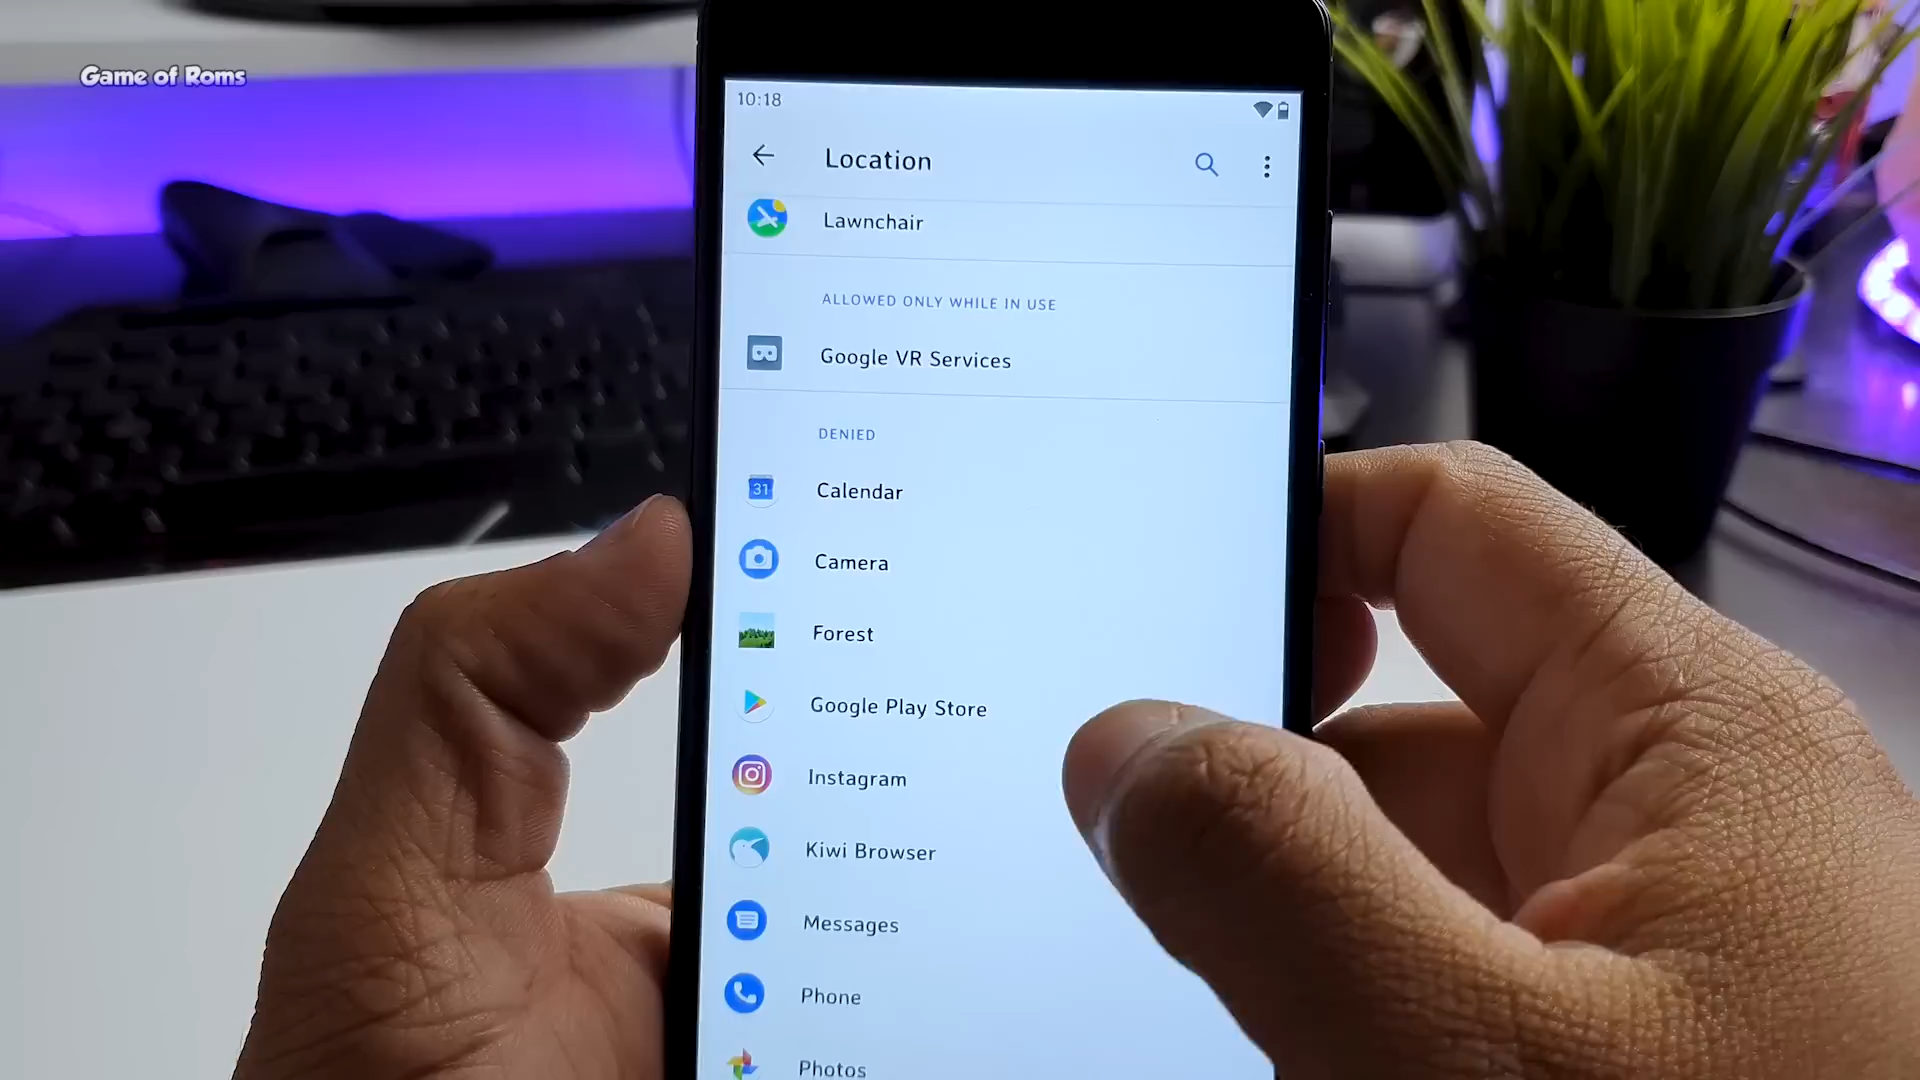 Game of Roms
10:18
Location
Lawnchair
ALLOWED ONLY WHILE IN USE
Google VR Services
DENIED
31
Calendar
Camera
Forest
Google Play Store
Instagram
Kiwi Browser
Messages
Phone
Photos